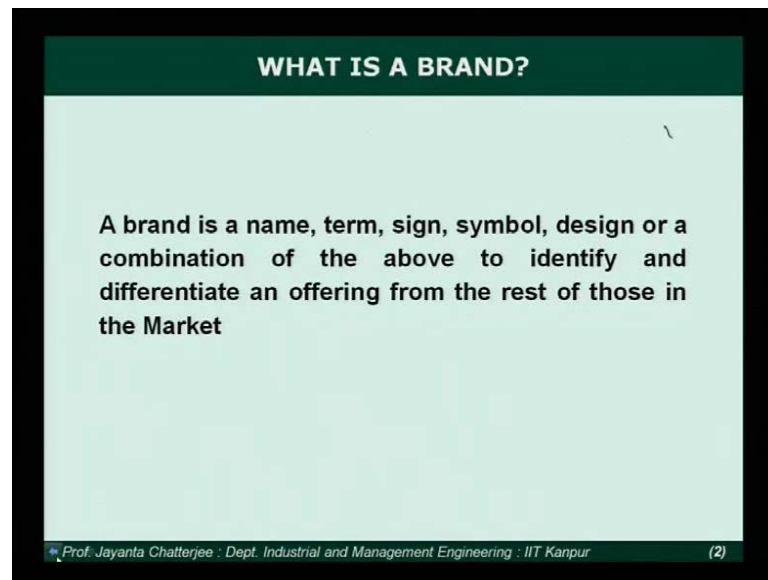 WHAT IS A BRAND?
A brand is a name, term, sign, symbol, design or a
combination of the above to identify and
differentiate an offering from the rest of those in
the Market
Prof. Jayanta Chatterjee : Dept. Industrial and Management Engineering : IIT Kanpur (2)